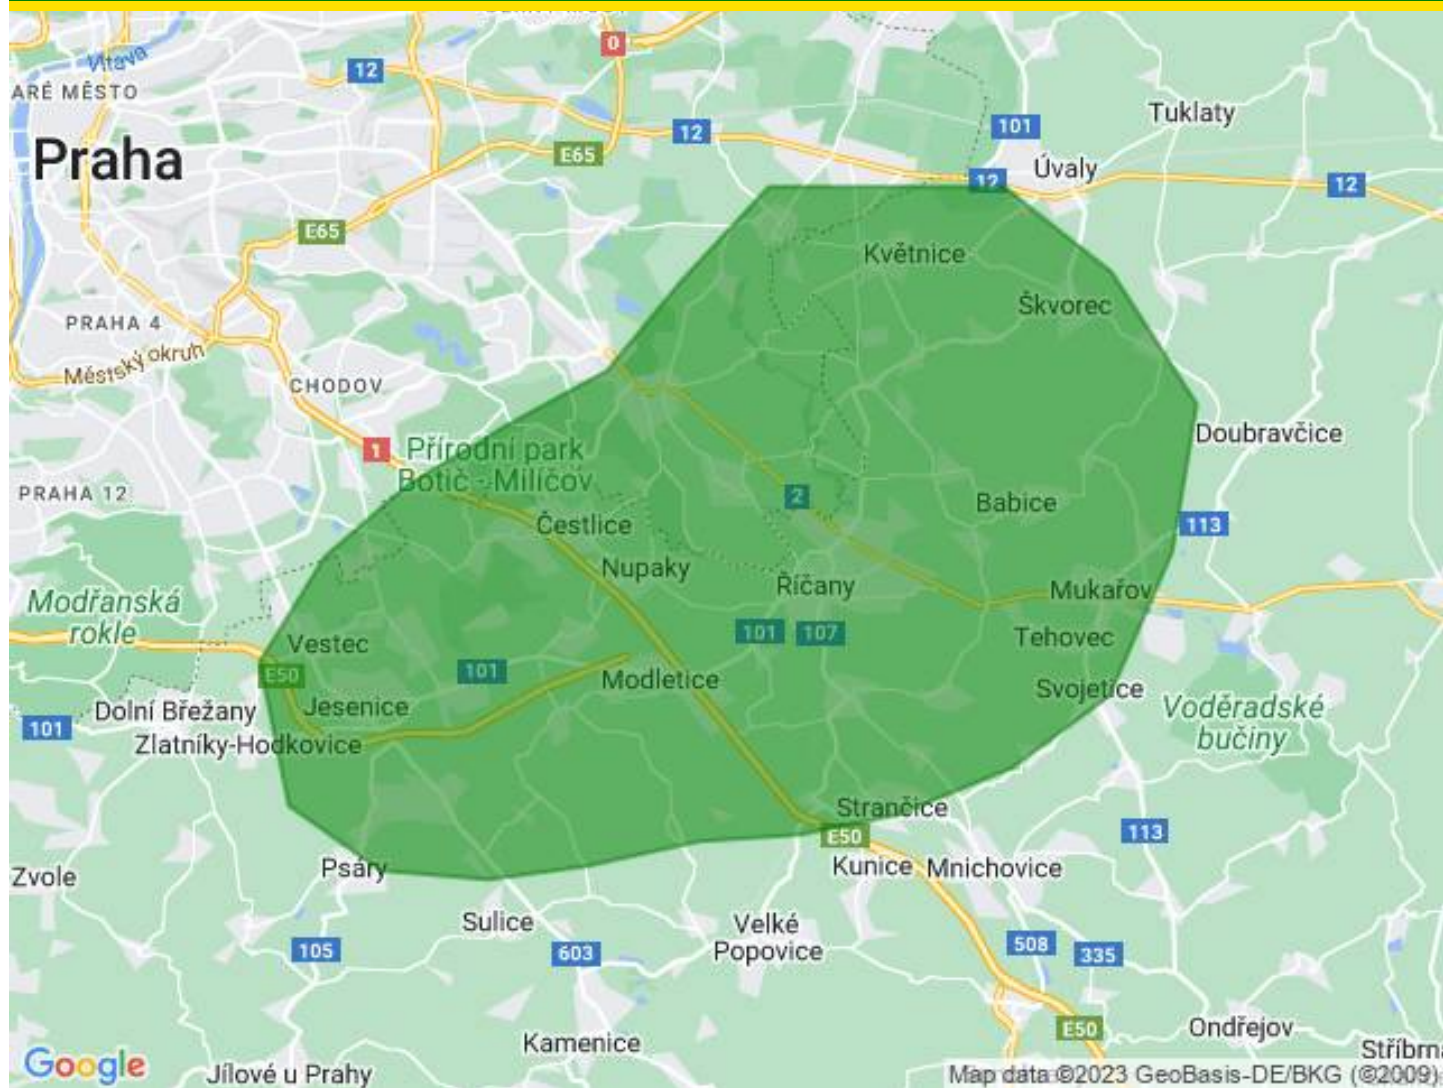 0
Vltava
12
ARÉ MĚSTO
Tuklaty
101
12
Praha
E65
Úvaly
12
12
E65
Květnice
Škvorec
PRAHA 4
Městský okruh
CHODOV
Doubravčice
1
Přírodní park
Botič - Milíčov
PRAHA 12
2
Babice
Čestlice
113
Nupaky
Říčany
Mukařov
Modřanská
rokle
101
107
Tehovec
Vestec
E50
101
Modletice
Svojetice
Dolní Břežany
Jesenice
Voděradské
bučiny
101
Zlatníky-Hodkovice
Strančice
E50
113
Psáry
Kunice
Mnichovice
Zvole
Sulice
Velké
Popovice
105
603
508
335
E50
Ondřejov
Kamenice
Stříbrn
Google
Jílové u Prahy
Map data ©2023 GeoBasis-DE/BKG (©2009)